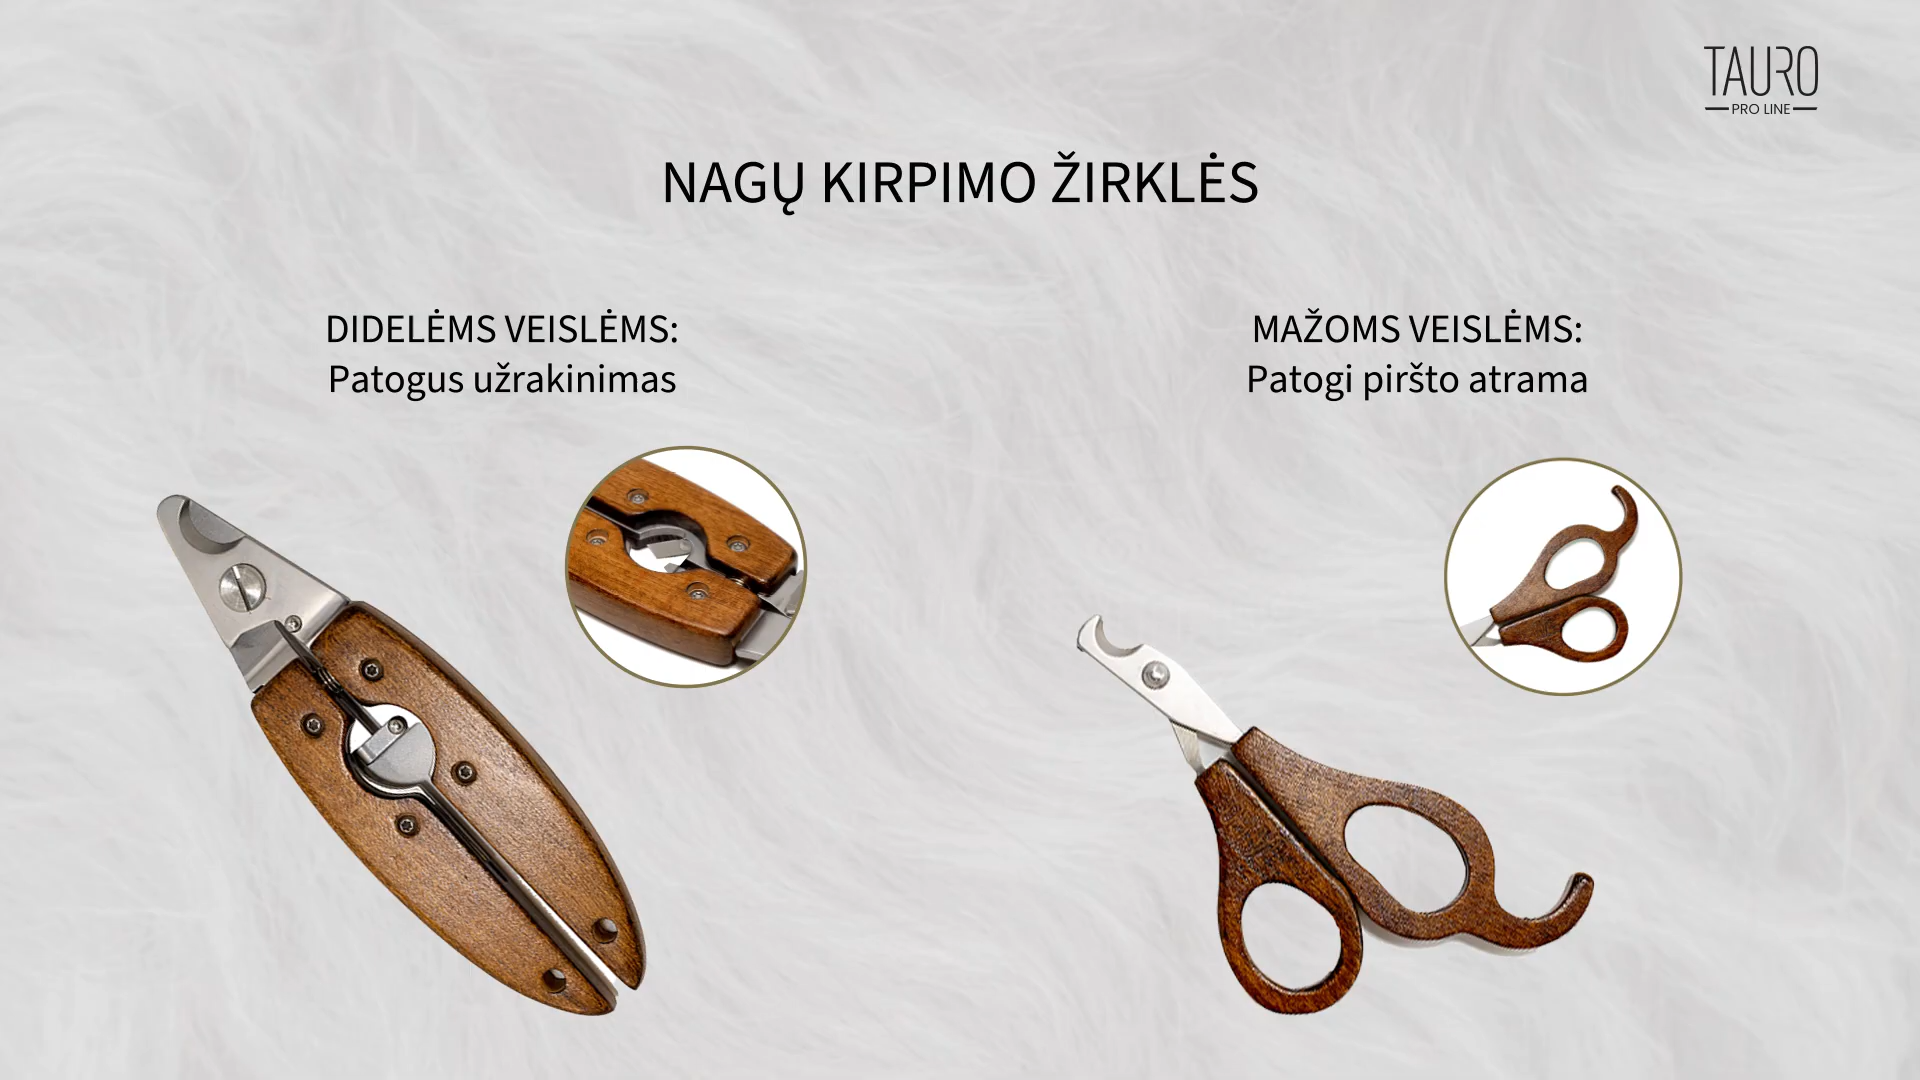 TAURO
PRO LINE
NAGŲ KIRPIMO ŽIRKLĖS
DIDELĖMS VEISLĖMS:
Patogus užrakinimas
MAŽOMS VEISLĖMS:
Patogi piršto atrama